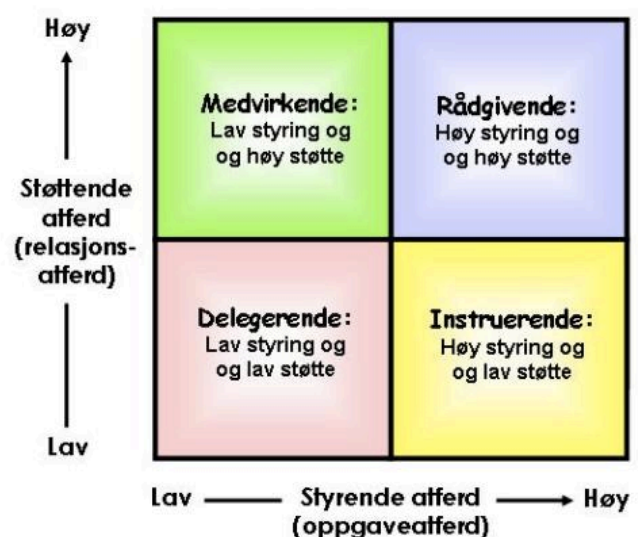 Høy
Støttende
atferd
(relasjons-
atferd)
Lav
Medvirkende:
Lav styring og
og høy støtte
Rådgivende:
Høy styring og
og høy støtte
Delegerende:
Lav styring og
og lav støtte
Instruerende:
Høy styring og
og lav støtte
Lav
Styrende atferd
(oppgaveatferd)
Høy